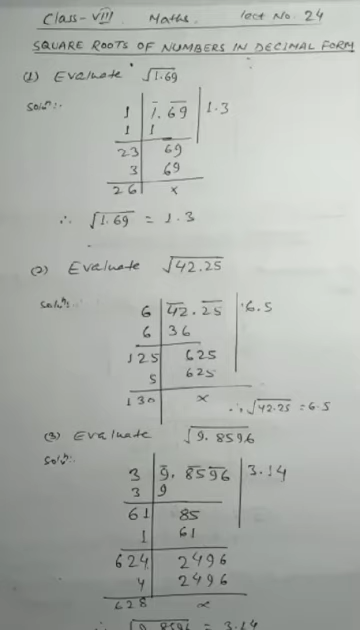 Class-VIII Maths. lect No. 24
SQUARE ROOTS OF NUMBERS IN DECIMAL FORM
(1) Evaluate √1.69
Solⁿ:-
1 | 1.69 | 1.3
1 | 1
23 | 69
3 | 69
26 | x
∴ √1.69 = 1.3
(2) Evaluate √42.25
Solⁿ:-
6 | 42.25 | 6.5
6 | 36
125 | 625
5 | 625
130 | x
∴ √42.25 = 6.5
(3) Evaluate √9.8596
Solⁿ:-
3 | 9.8596 | 3.14
3 | 9
61 | 85
1 | 61
624 | 2496
4 | 2496
628 | x
∴ √9.8596 = 3.14